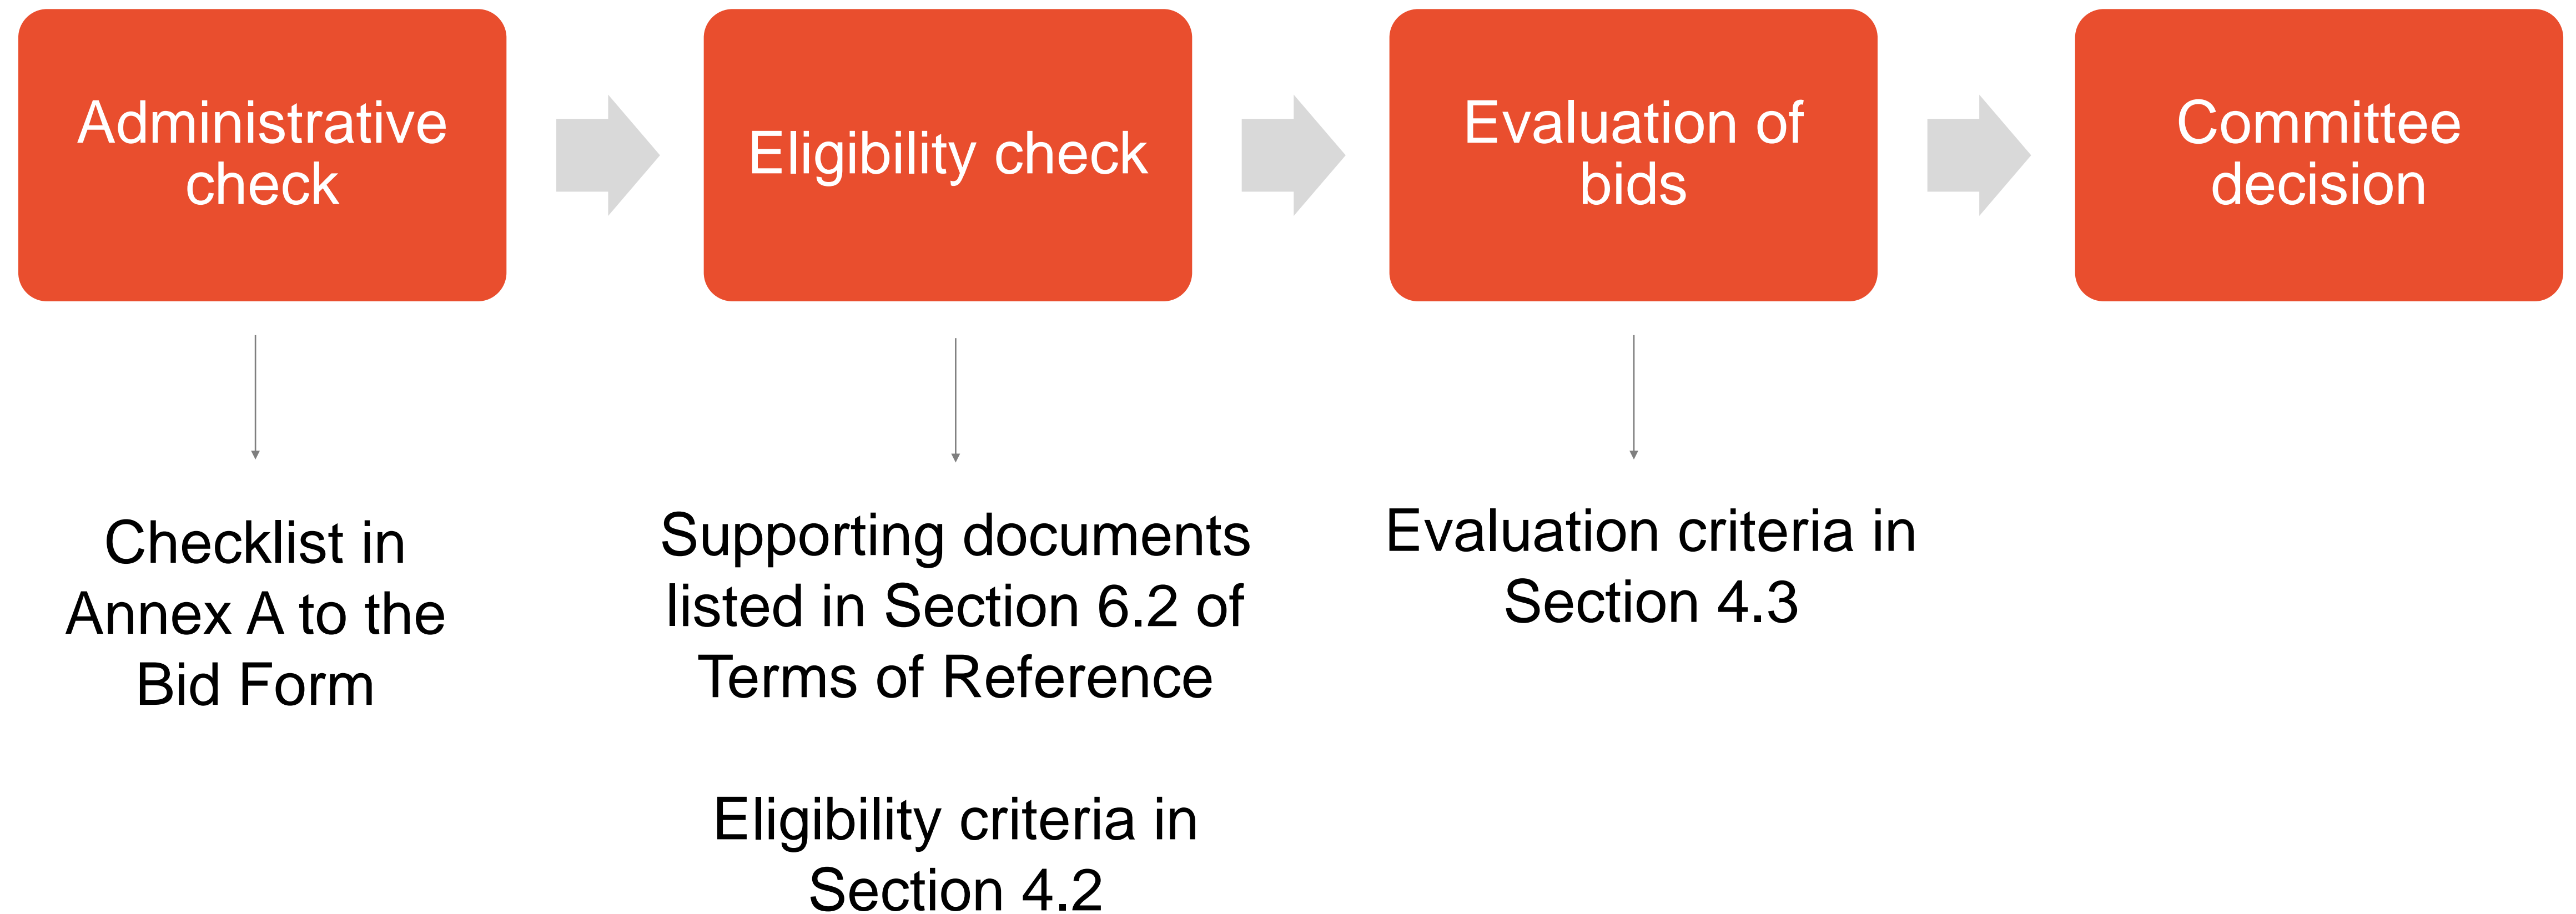 Administrative
check
Eligibility check
Evaluation of
bids
Committee
decision
Checklist in
Annex A to the
Bid Form
Supporting documents
listed in Section 6.2 of
Terms of Reference
Eligibility criteria in
Section 4.2
Evaluation criteria in
Section 4.3